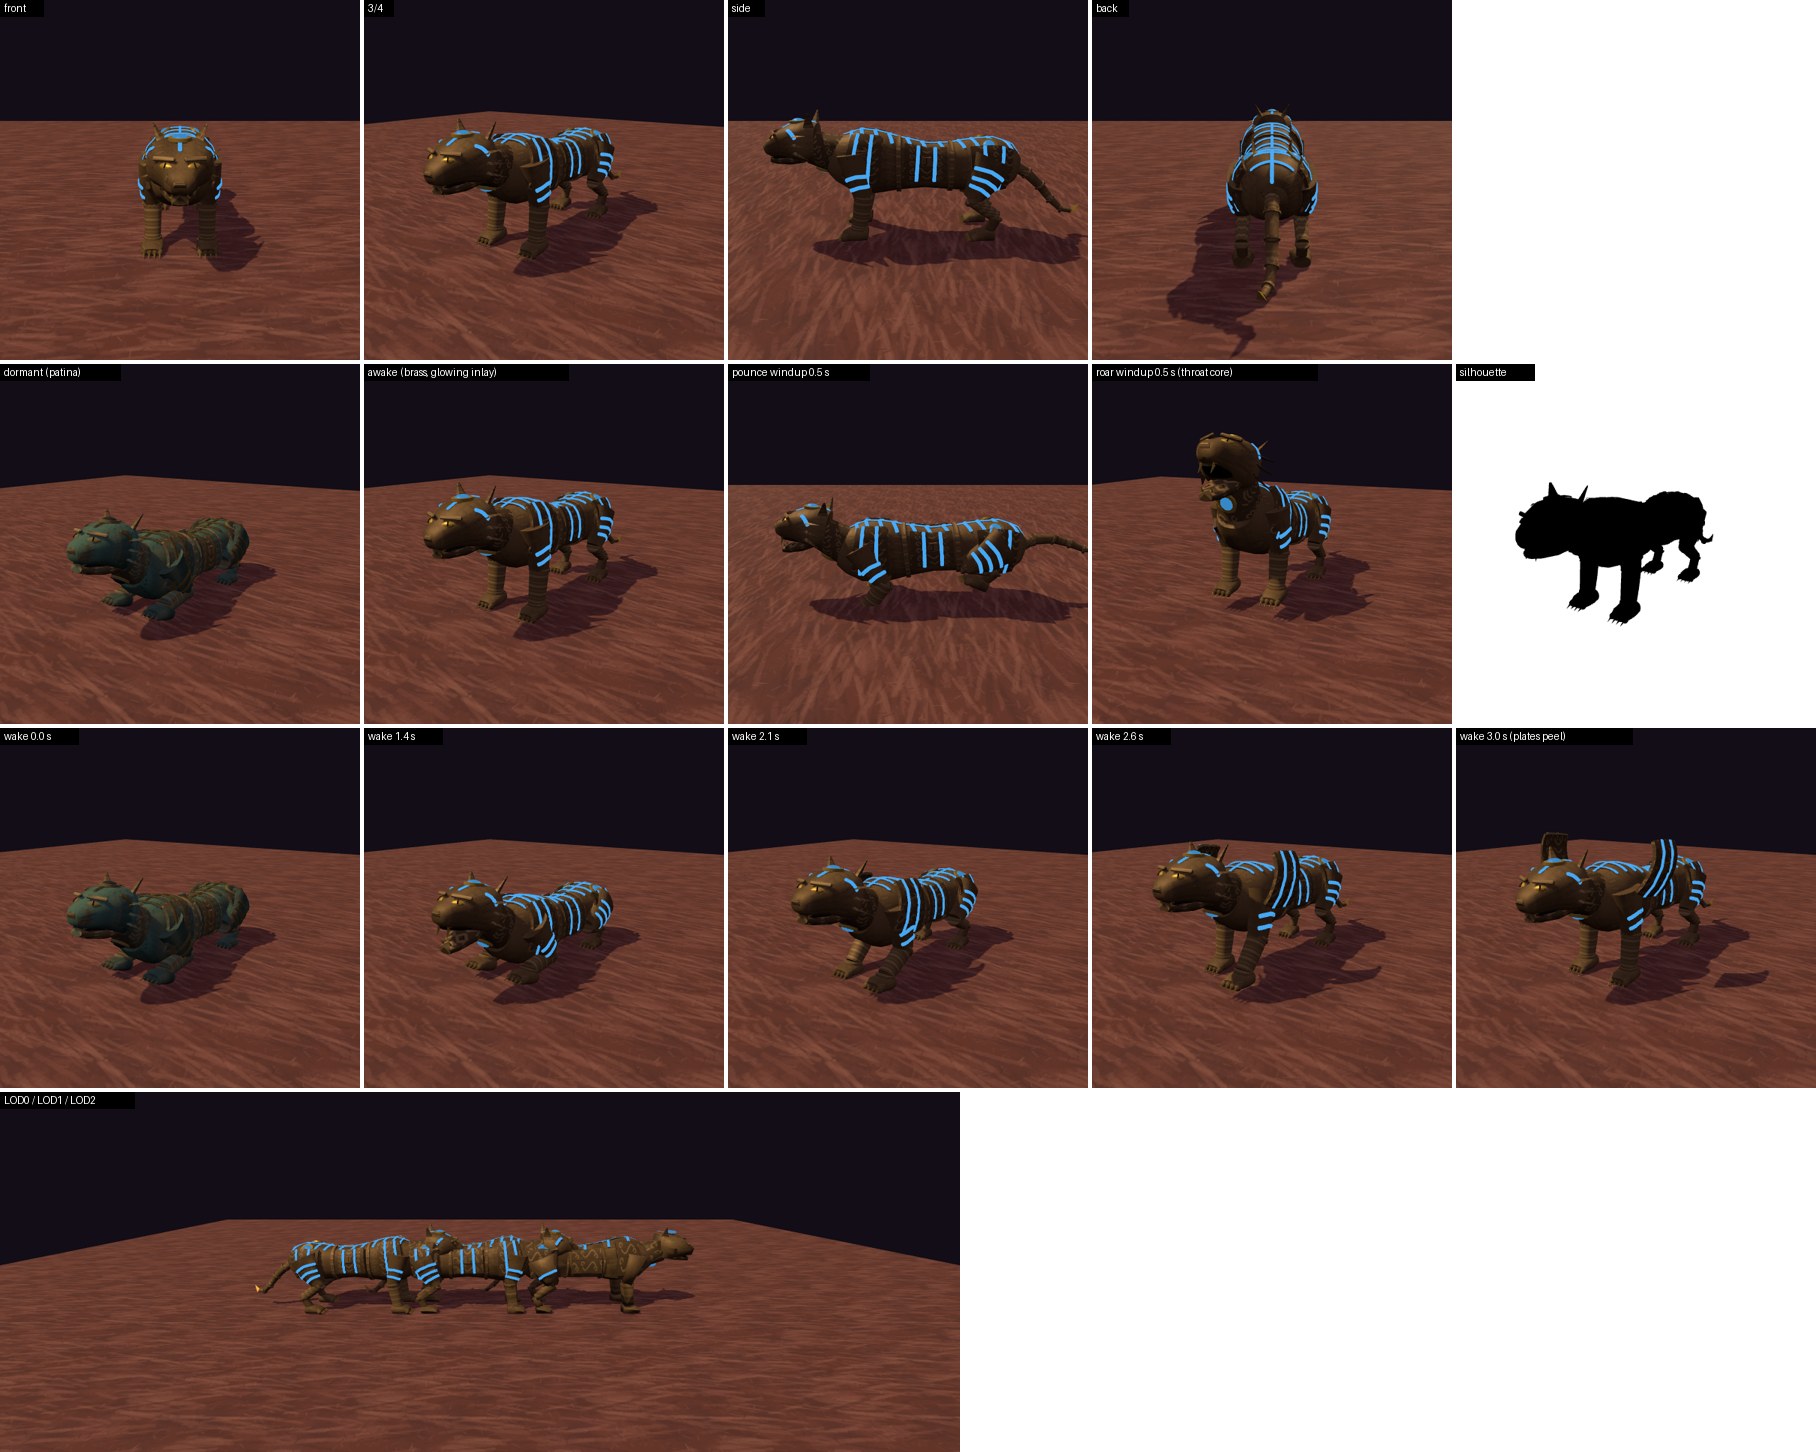 front
3/4
side
back
dormant (patina)
awake (brass, glowing inlay)
pounce windup 0.5 s
roar windup 0.5 s (throat core)
silhouette
wake 0.0 s
wake 1.4 s
wake 2.1 s
wake 2.6 s
wake 3.0 s (plates peel)
LOD0 / LOD1 / LOD2